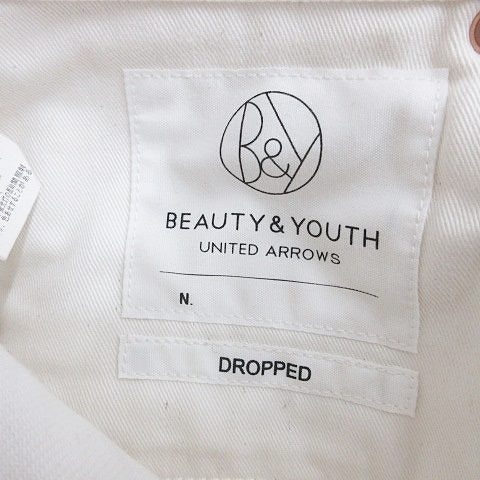 B&Y
BEAUTY & YOUTH
UNITED ARROWS
N.
DROPPED